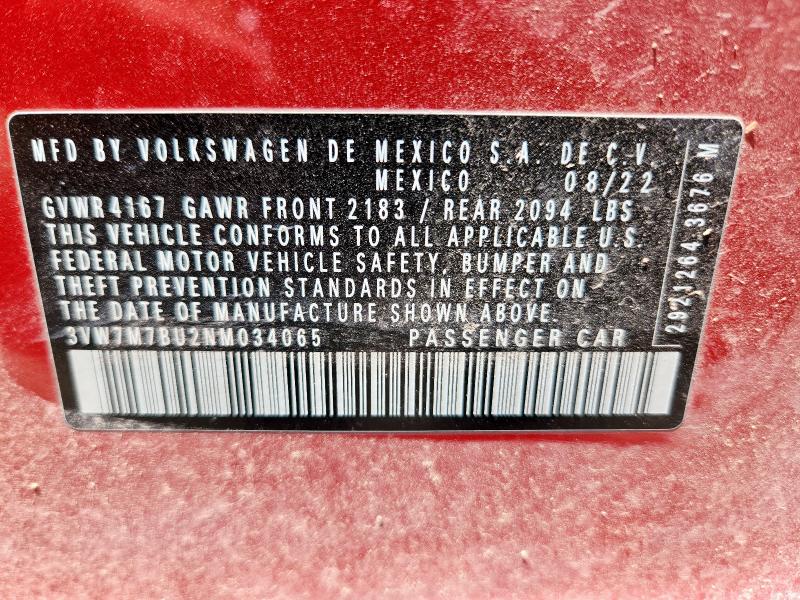 MFD BY VOLKSWAGEN DE MEXICO S.A. DE C.V
MEXICO 08/22
GVWR 4167 GAWR FRONT 2183 / REAR 2094 LBS
THIS VEHICLE CONFORMS TO ALL APPLICABLE U.S.
FEDERAL MOTOR VEHICLE SAFETY, BUMPER AND
THEFT PREVENTION STANDARDS IN EFFECT ON
THE DATE OF MANUFACTURE SHOWN ABOVE.
3VW7M7BU2NM034065 PASSENGER CAR
2921264 3676 M